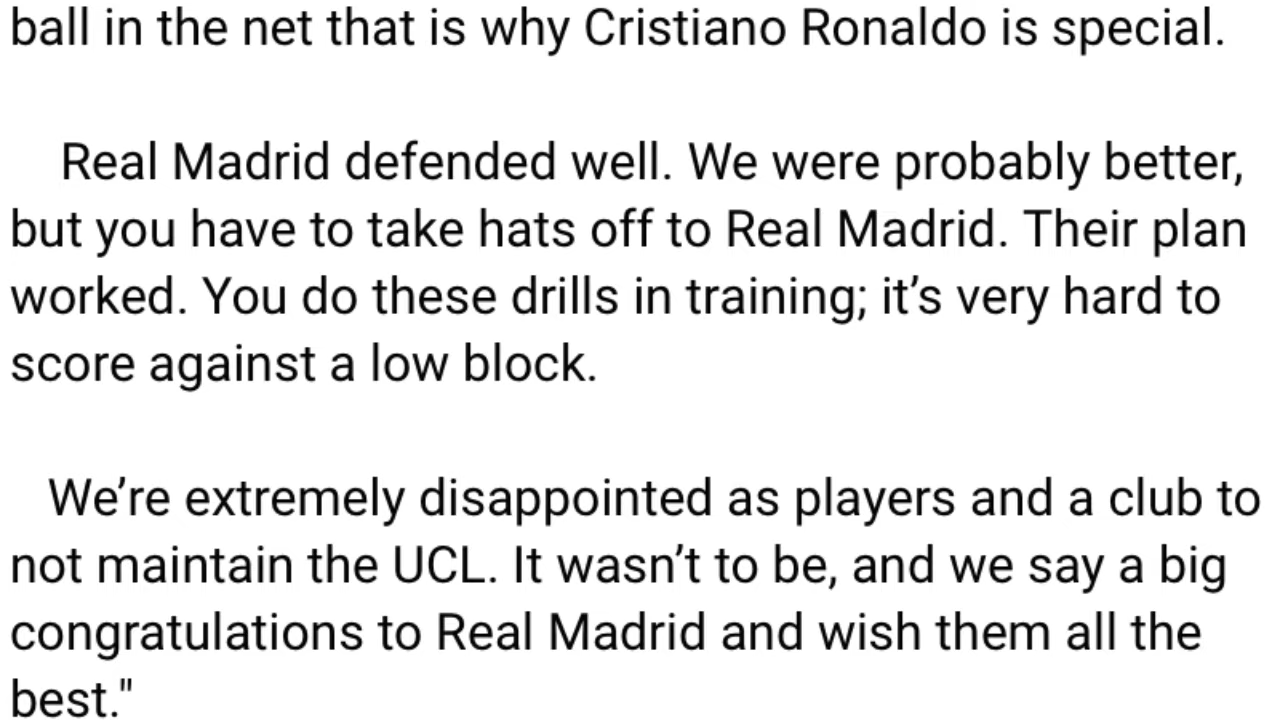 ball in the net that is why Cristiano Ronaldo is special.
Real Madrid defended well. We were probably better,
but you have to take hats off to Real Madrid. Their plan
worked. You do these drills in training; it’s very hard to
score against a low block.
We’re extremely disappointed as players and a club to
not maintain the UCL. It wasn’t to be, and we say a big
congratulations to Real Madrid and wish them all the
best."